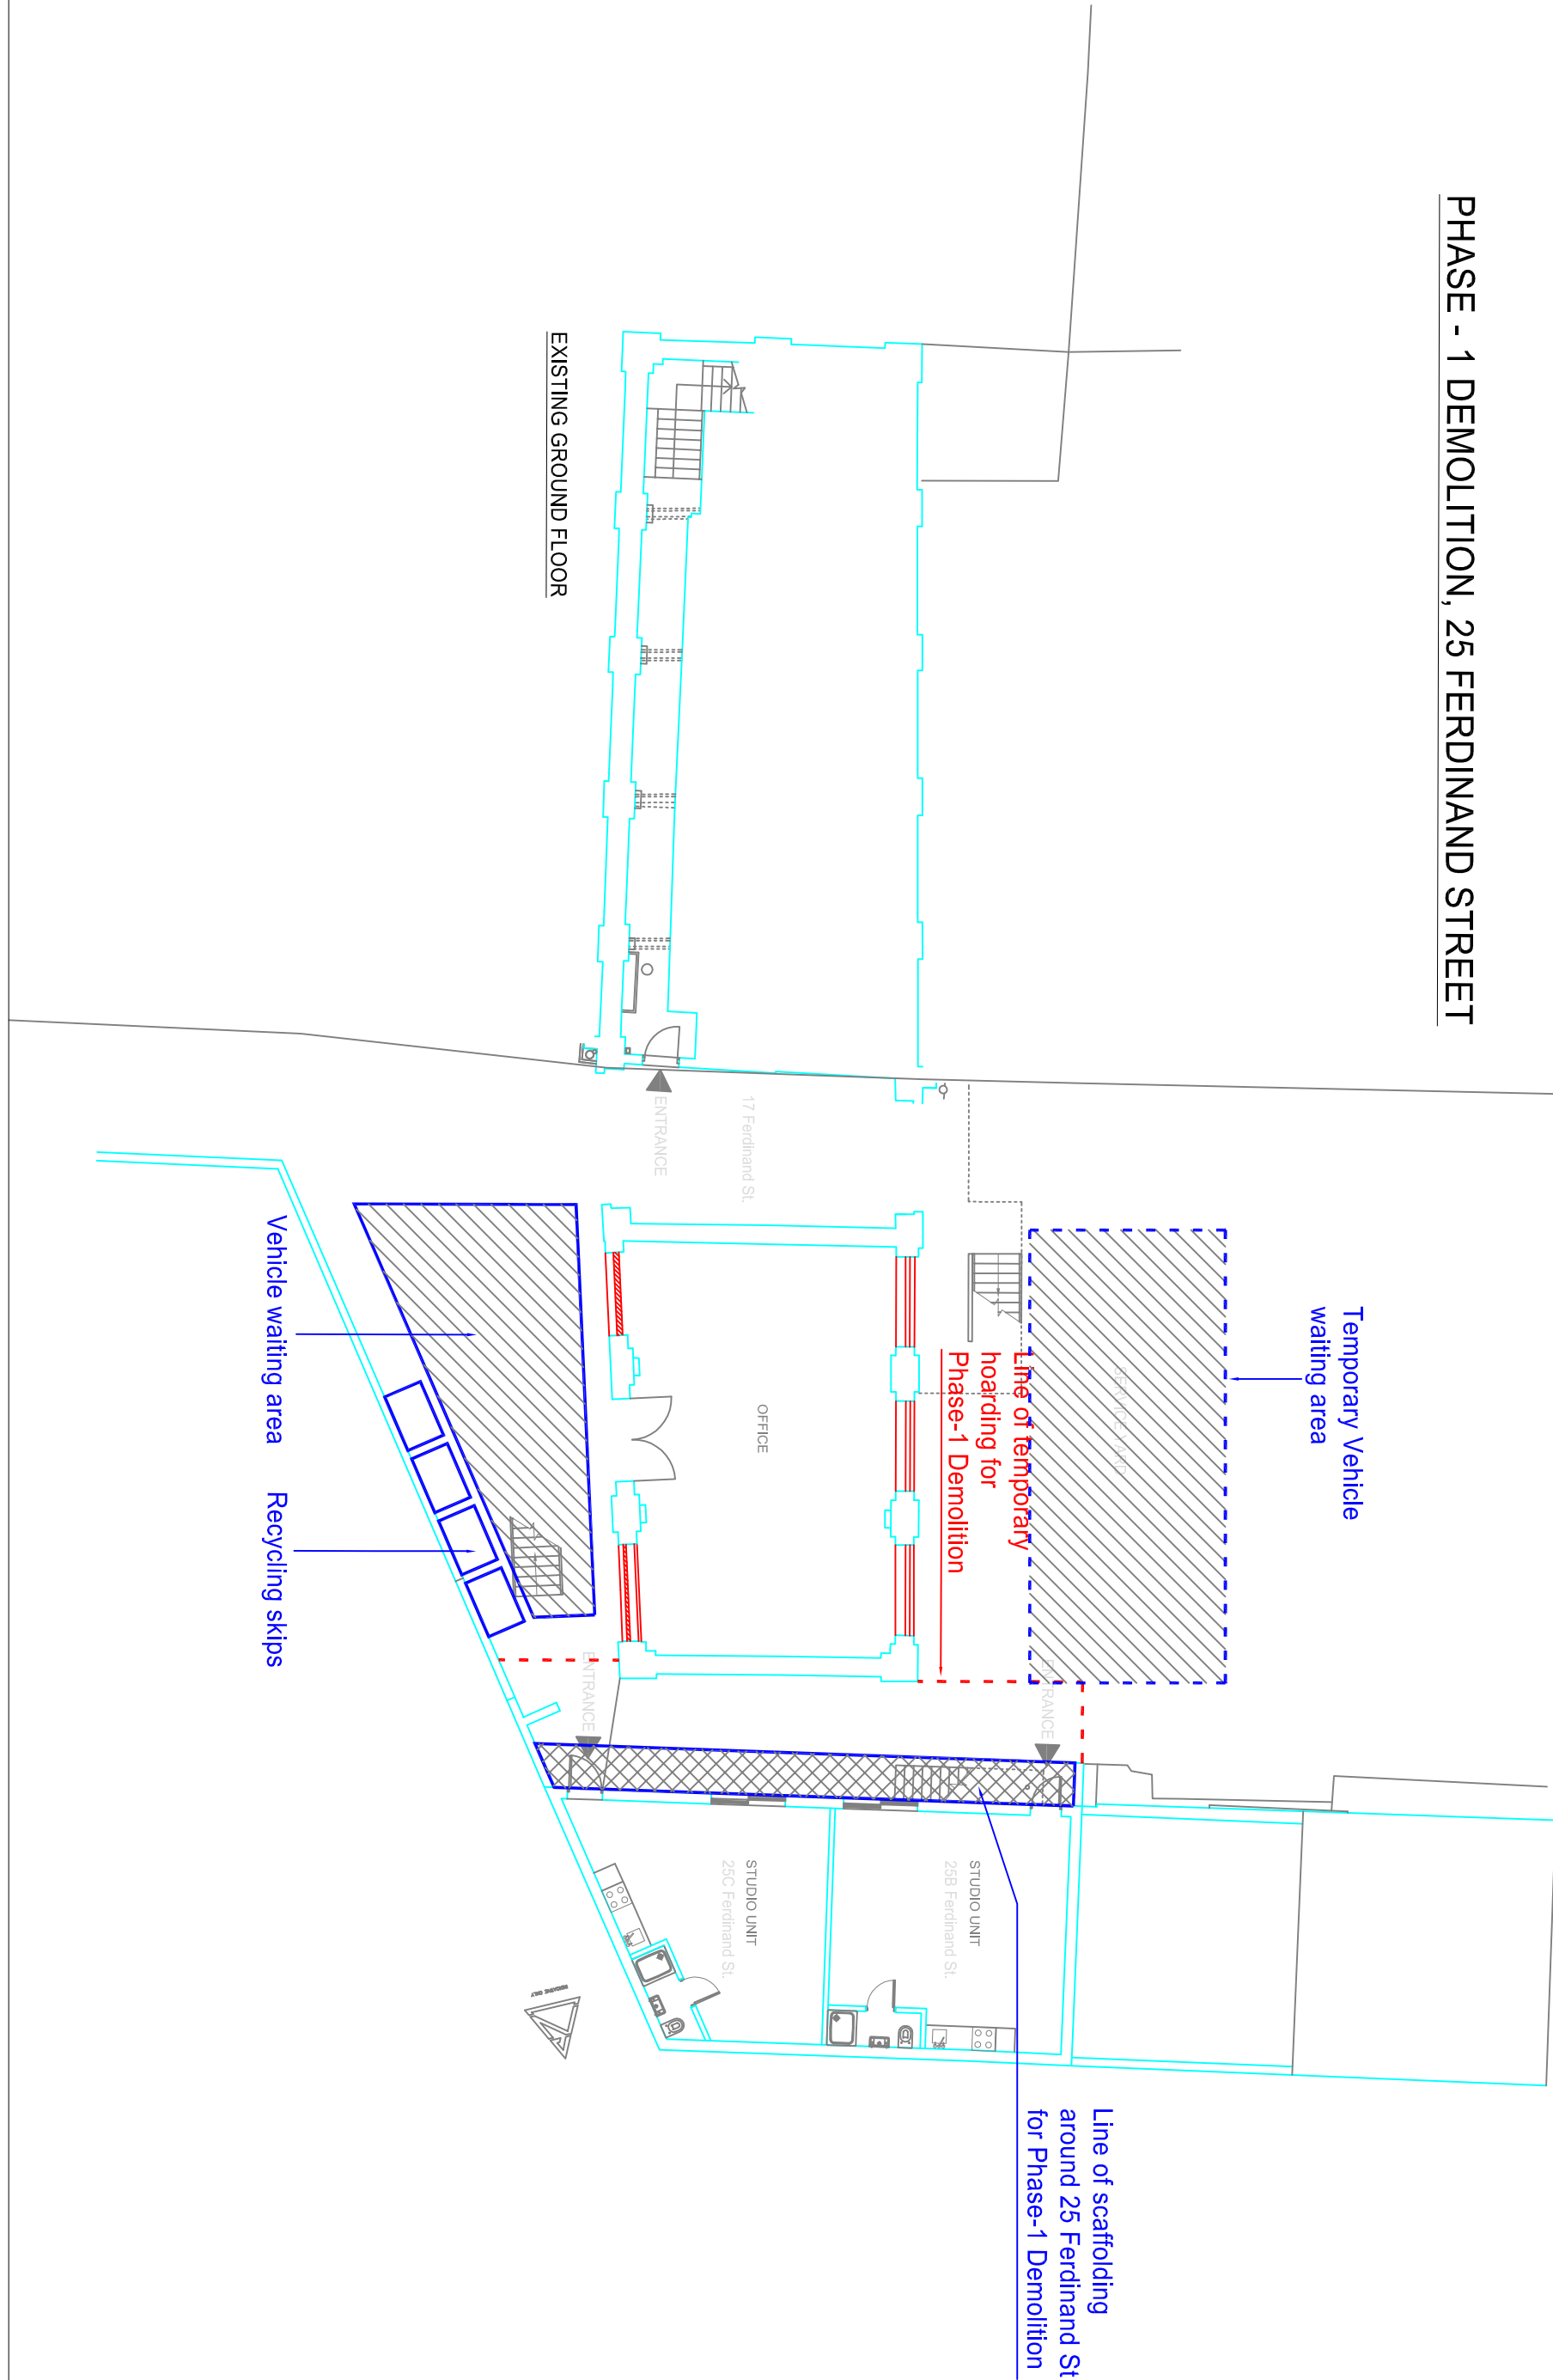 PHASE - 1 DEMOLITION, 25 FERDINAND STREET
Temporary Vehicle
waiting area
SERVICE YARD
Line of temporary
hoarding for
Phase-1 Demolition
ENTRANCE
Line of scaffolding
around 25 Ferdinand St
for Phase-1 Demolition
STUDIO UNIT
25B Ferdinand St.
OFFICE
17 Ferdinand St.
STUDIO UNIT
25C Ferdinand St.
ENTRANCE
ENTRANCE
EXISTING GROUND FLOOR
Vehicle waiting area
Recycling skips